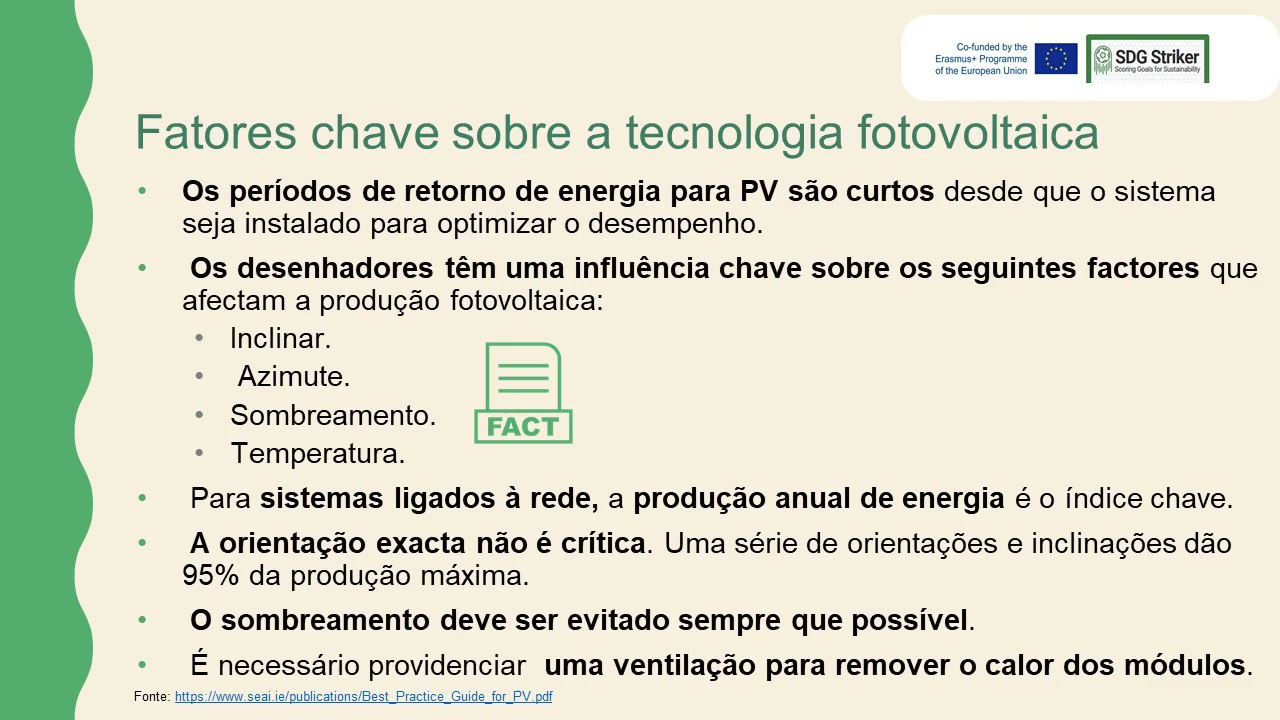 Co-funded by the
Erasmus+ Programme
of the European Union
SDG Striker
Scoring Goals for Sustainability
Fatores chave sobre a tecnologia fotovoltaica
• Os períodos de retorno de energia para PV são curtos desde que o sistema
seja instalado para optimizar o desempenho.
• Os desenhadores têm uma influência chave sobre os seguintes factores que
afectam a produção fotovoltaica:
• Inclinar.
• Azimute.
• Sombreamento.
• Temperatura.
FACT
• Para sistemas ligados à rede, a produção anual de energia é o índice chave.
• A orientação exacta não é crítica. Uma série de orientações e inclinações dão
95% da produção máxima.
• O sombreamento deve ser evitado sempre que possível.
• É necessário providenciar uma ventilação para remover o calor dos módulos.
Fonte: https://www.seai.ie/publications/Best_Practice_Guide_for_PV.pdf